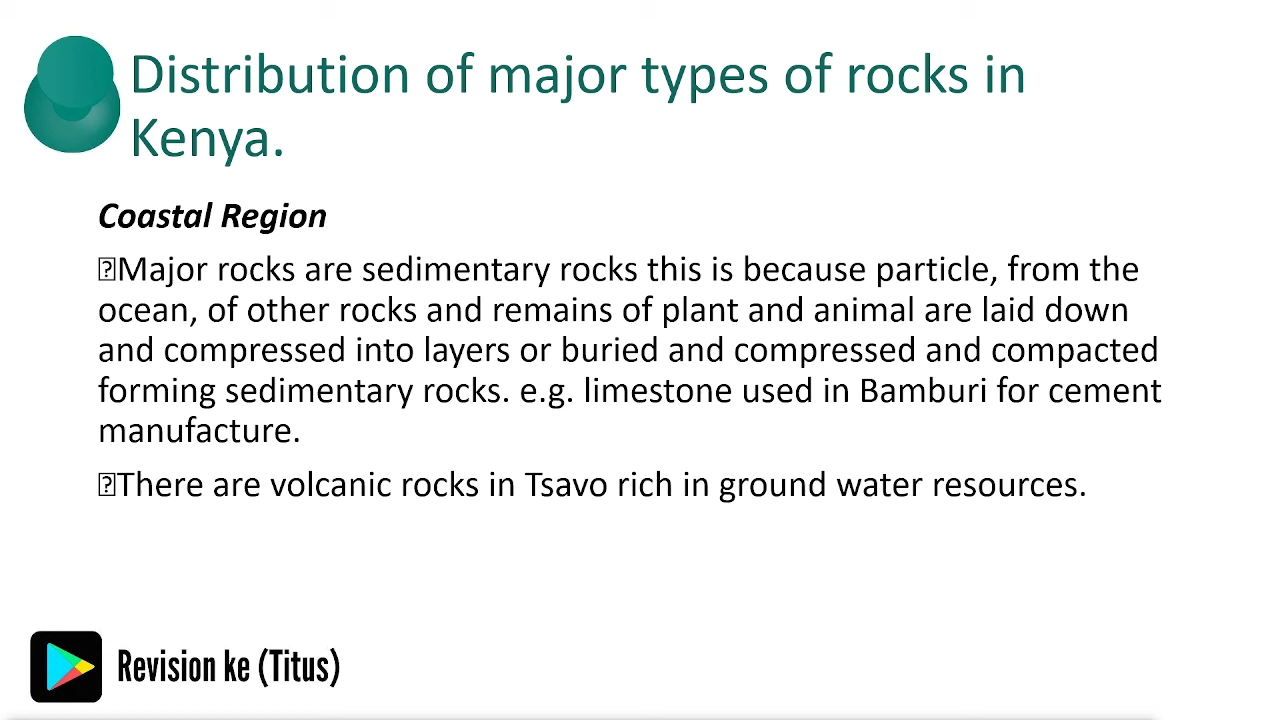 Distribution of major types of rocks in
Kenya.
Coastal Region
⍰Major rocks are sedimentary rocks this is because particle, from the
ocean, of other rocks and remains of plant and animal are laid down
and compressed into layers or buried and compressed and compacted
forming sedimentary rocks. e.g. limestone used in Bamburi for cement
manufacture.
⍰There are volcanic rocks in Tsavo rich in ground water resources.
Revision ke (Titus)